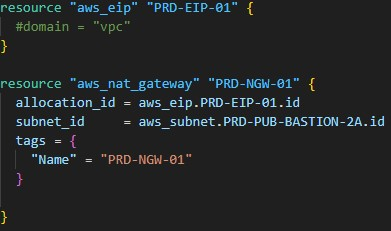 resource "aws_eip" "PRD-EIP-01" {
  #domain = "vpc"
}

resource "aws_nat_gateway" "PRD-NGW-01" {
  allocation_id = aws_eip.PRD-EIP-01.id
  subnet_id     = aws_subnet.PRD-PUB-BASTION-2A.id
  tags = {
    "Name" = "PRD-NGW-01"
  }

}